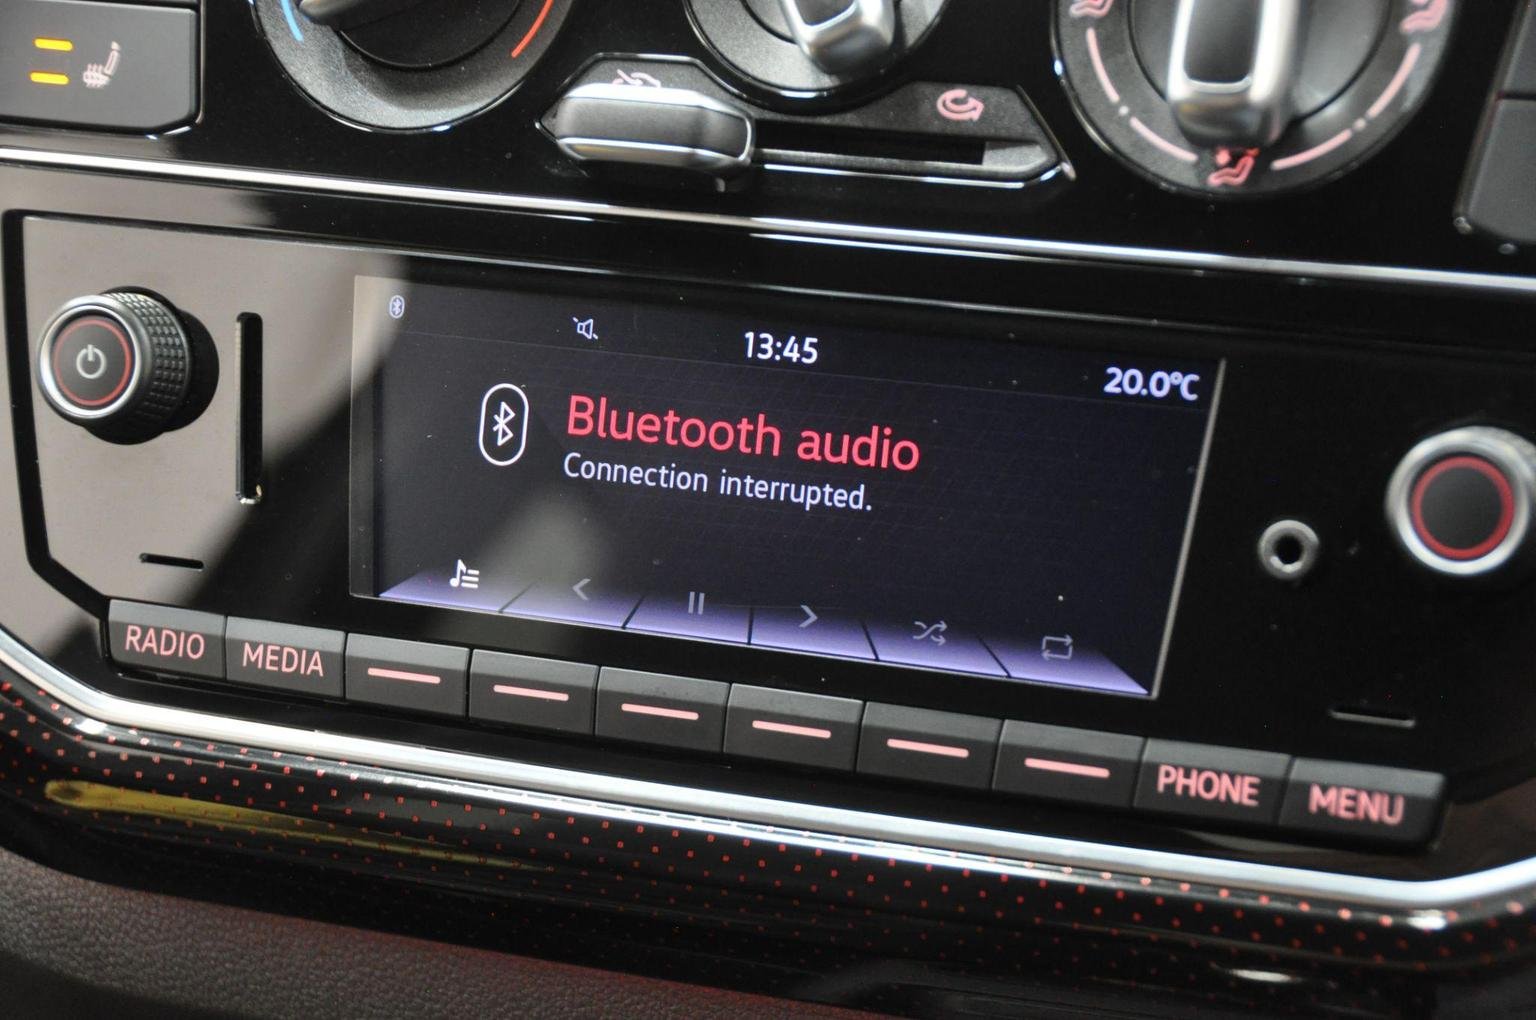 13:45
20.0°C
Bluetooth audio
Connection interrupted.
RADIO
MEDIA
PHONE
MENU